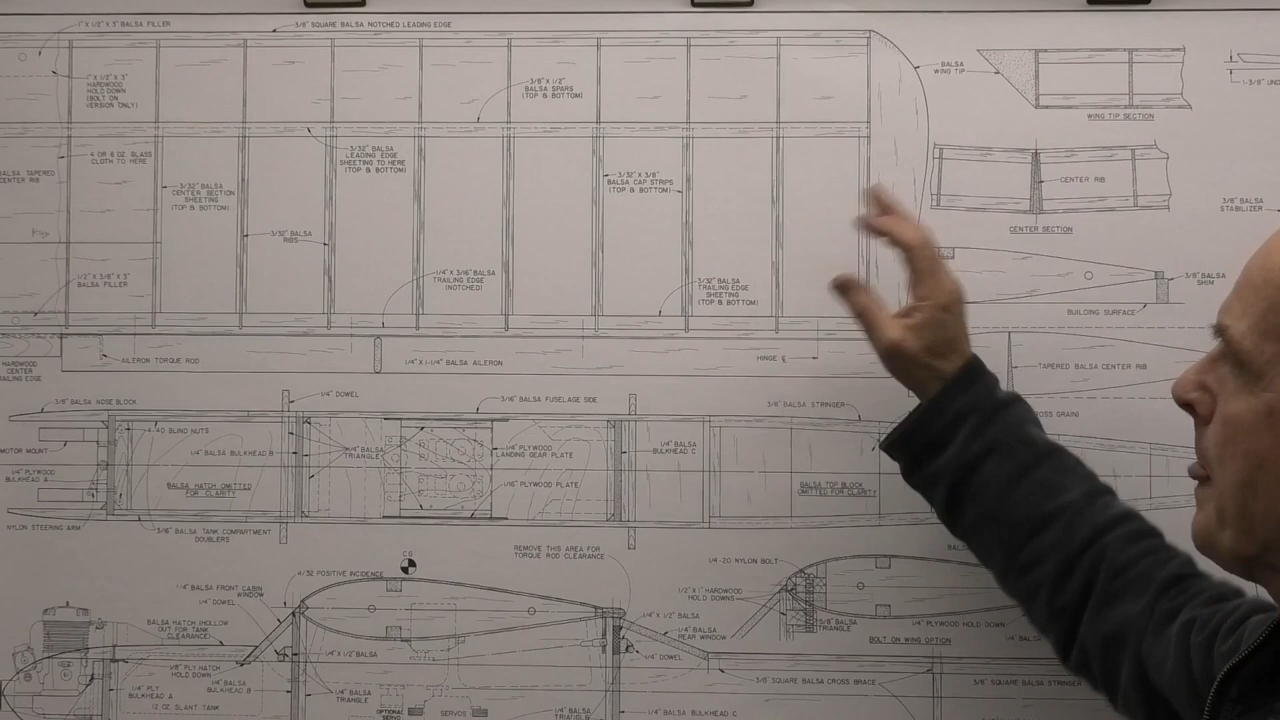 1" X 1/2" X 3" BALSA FILLER
3/8" SQUARE BALSA NOTCHED LEADING EDGE
1" X 1/2" X 3"
HARDWOOD
HOLD DOWN
(BOLT ON
VERSION ONLY)
3/8" X 1/2"
BALSA SPARS
(TOP & BOTTOM)
BALSA
WING TIP
WING TIP SECTION
1-3/8" UND
4 OR 6 OZ. GLASS
CLOTH TO HERE
BALSA TAPERED
CENTER RIB
3/32" BALSA
CENTER SECTION
SHEETING
(TOP & BOTTOM)
3/32" BALSA
LEADING EDGE
SHEETING TO HERE
(TOP & BOTTOM)
3/32" X 3/8"
BALSA CAP STRIPS
(TOP & BOTTOM)
CENTER RIB
CENTER SECTION
3/8" BALSA
STABILIZER
3/32" BALSA
RIBS
1/2" X 3/8" X 3"
BALSA FILLER
1/4" X 3/16" BALSA
TRAILING EDGE
(NOTCHED)
3/32" BALSA
TRAILING EDGE
SHEETING
(TOP & BOTTOM)
3/8" BALSA
SHIM
BUILDING SURFACE
HARDWOOD
CENTER
TRAILING EDGE
AILERON TORQUE ROD
1/4" X 1-1/4" BALSA AILERON
HINGE ℄
TAPERED BALSA CENTER RIB
3/8" BALSA NOSE BLOCK
1/4" DOWEL
3/16" BALSA FUSELAGE SIDE
3/8" BALSA STRINGER
(CROSS GRAIN)
4-40 BLIND NUTS
MOTOR MOUNT
1/4" BALSA BULKHEAD B
1/4" BALSA
TRIANGLE
1/4" PLYWOOD
LANDING GEAR PLATE
1/4" BALSA
BULKHEAD C
1/4" PLYWOOD
BULKHEAD A
BALSA HATCH OMITTED
FOR CLARITY
1/16" PLYWOOD PLATE
BALSA TOP BLOCK
OMITTED FOR CLARITY
NYLON STEERING ARM
3/16" BALSA TANK COMPARTMENT
DOUBLERS
CG
REMOVE THIS AREA FOR
TORQUE ROD CLEARANCE
1/4-20 NYLON BOLT
4/32 POSITIVE INCIDENCE
1/4" BALSA FRONT CABIN
WINDOW
1/4" DOWEL
1/2" X 1" HARDWOOD
HOLD DOWNS
BALSA HATCH (HOLLOW
OUT FOR TANK
CLEARANCE)
1/4" X 1/2" BALSA
1/4" BALSA
REAR WINDOW
3/8" BALSA
TRIANGLE
1/4" PLYWOOD HOLD DOWN
BOLT ON WING OPTION
1/4" BALSA
1/4" X 1/2" BALSA
1/4" DOWEL
1/8" PLY HATCH
HOLD DOWN
1/4" PLY
BULKHEAD A
1/4" BALSA
BULKHEAD B
1/4" BALSA
TRIANGLE
3/8" SQUARE BALSA CROSS BRACE
3/8" SQUARE BALSA STRINGER
12 OZ SLANT TANK
OPTIONAL
SERVO
SERVOS
1/4" BALSA
TRIANGLE
1/4" BALSA BULKHEAD C